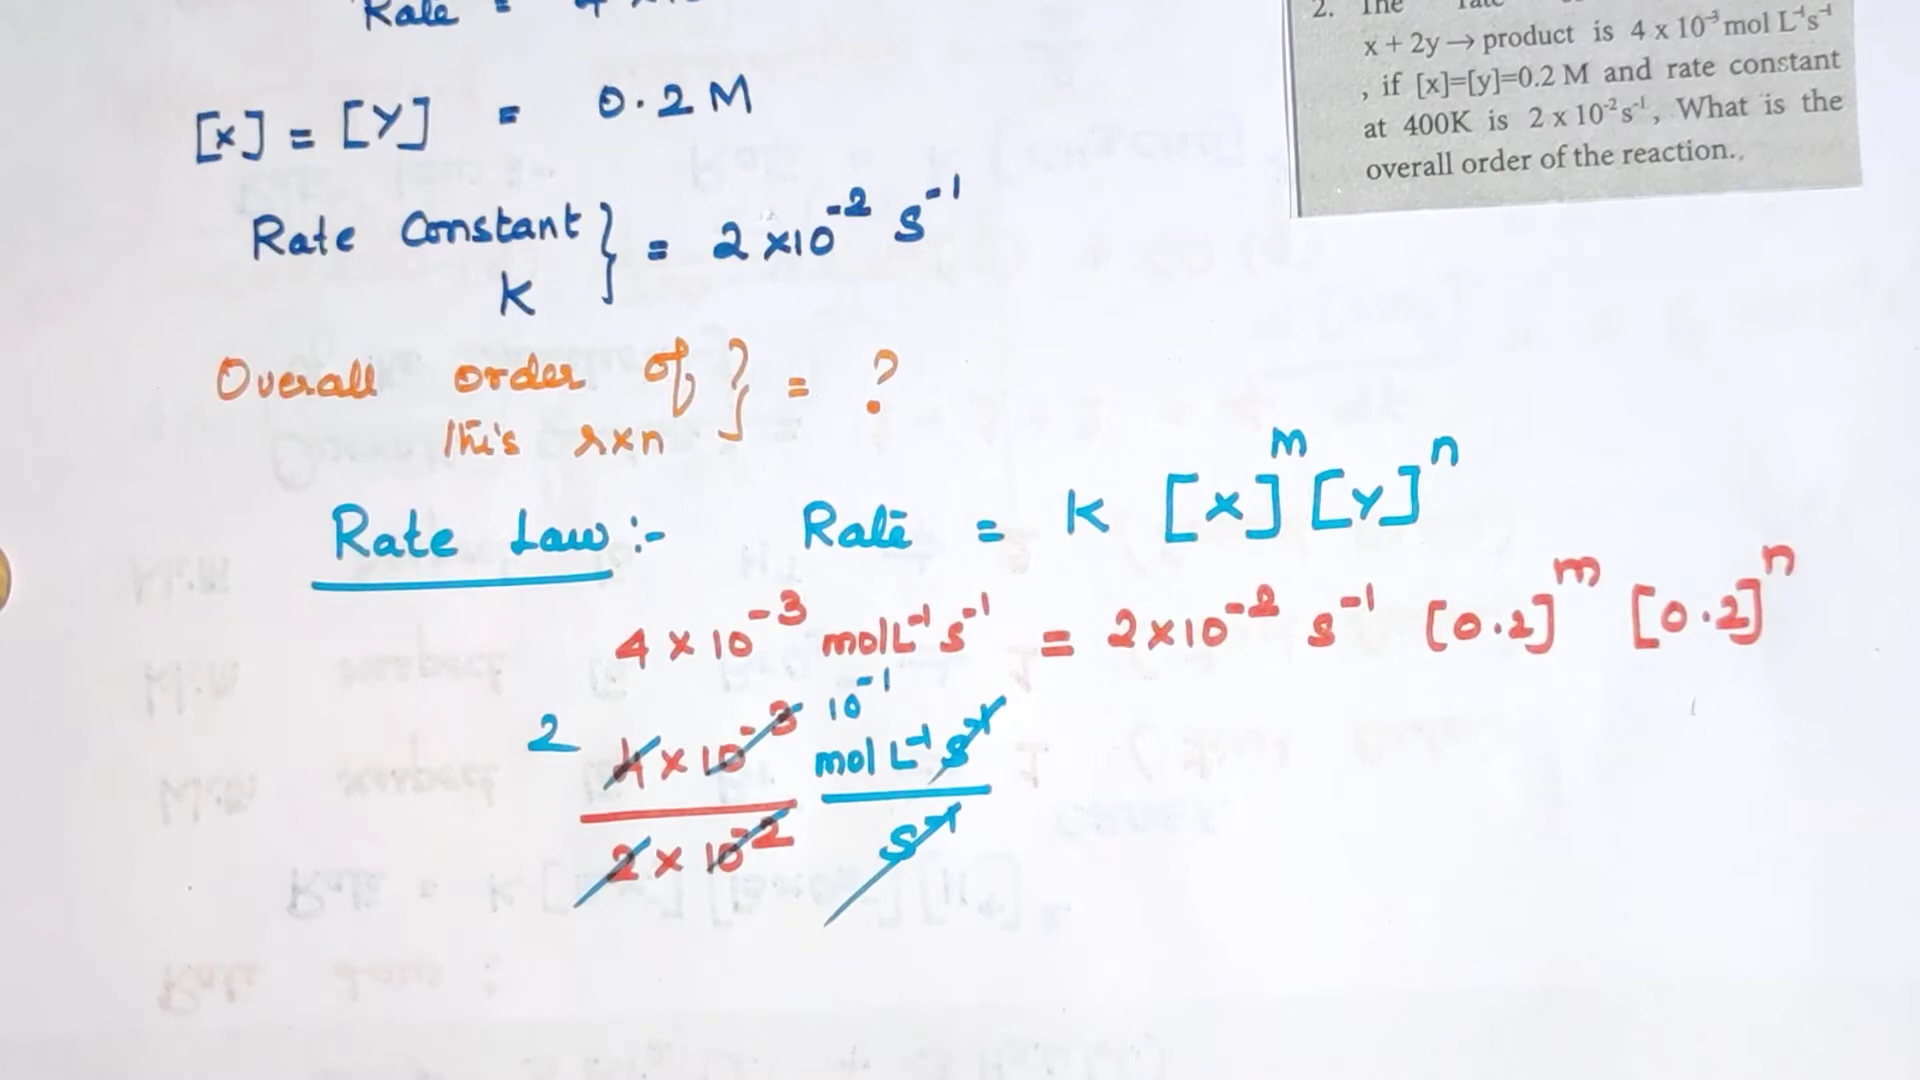 Rate =
[x] = [Y] = 0.2 M
Rate Constant } = 2 x10⁻² s⁻¹
k
Overall order of } = ?
this rxn
Rate Law :- Rate = k [x]ᵐ [Y]ⁿ
4 x 10⁻³ mol L⁻¹ s⁻¹ = 2 x 10⁻² s⁻¹ [0.2]ᵐ [0.2]ⁿ
10⁻¹
2 4 x 10⁻³ mol L⁻¹ s⁻¹
2 x 10⁻² s⁻¹
2. The rate
x + 2y → product is 4 x 10⁻³ mol L⁻¹s⁻¹
, if [x]=[y]=0.2 M and rate constant
at 400K is 2 x 10⁻² s⁻¹, What is the
overall order of the reaction..